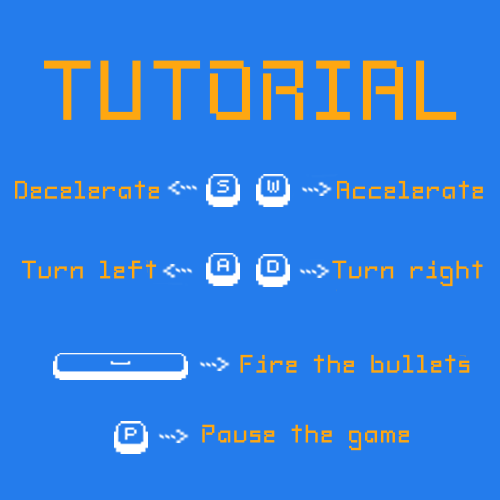 TUTORIAL
Decelerate <--- S W ---> Accelerate
Turn left <--- A D ---> Turn right
---> Fire the bullets
P ---> Pause the game